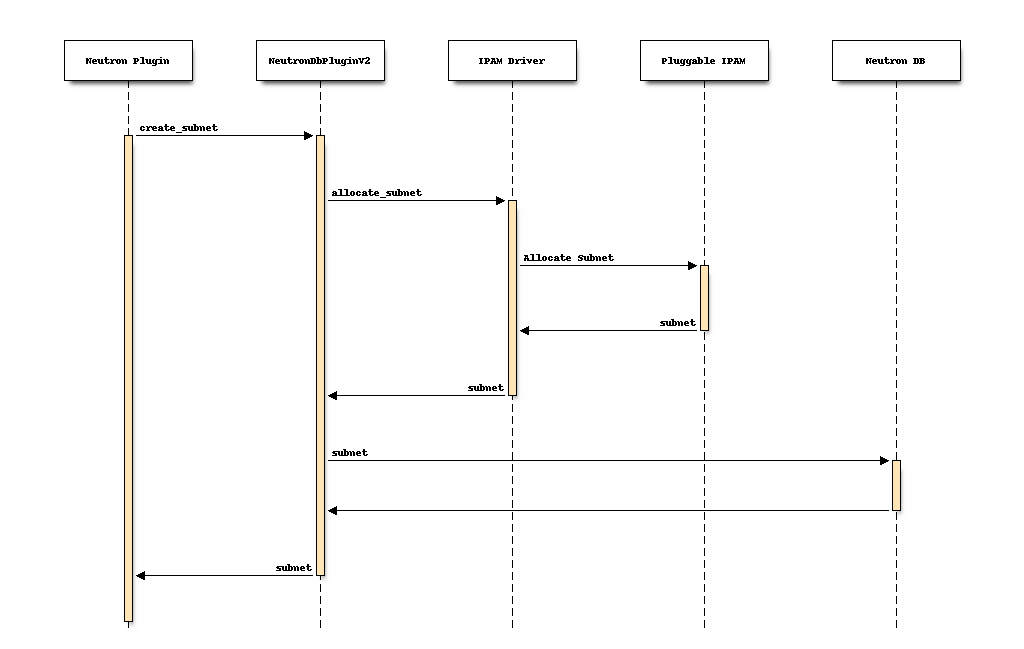 Neutron Plugin
NeutronDbPluginV2
IPAM Driver
Pluggable IPAM
Neutron DB
create_subnet
allocate_subnet
Allocate Subnet
subnet
subnet
subnet
subnet